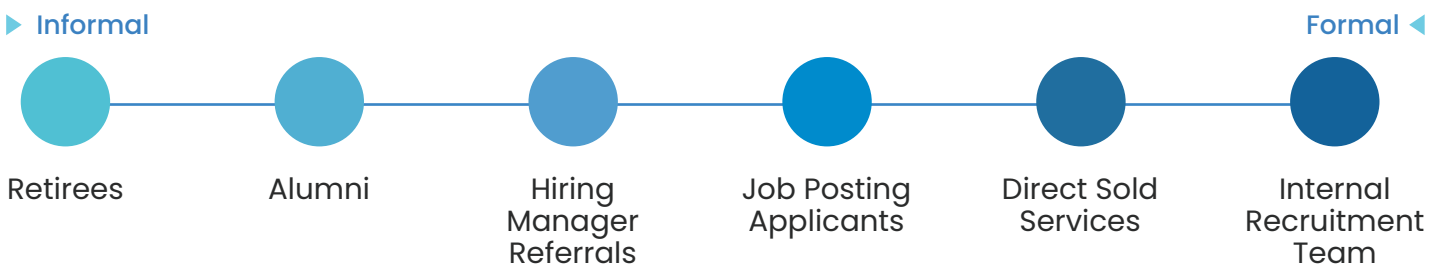 Informal
Formal
Retirees
Alumni
Hiring
Manager
Referrals
Job Posting
Applicants
Direct Sold
Services
Internal
Recruitment
Team